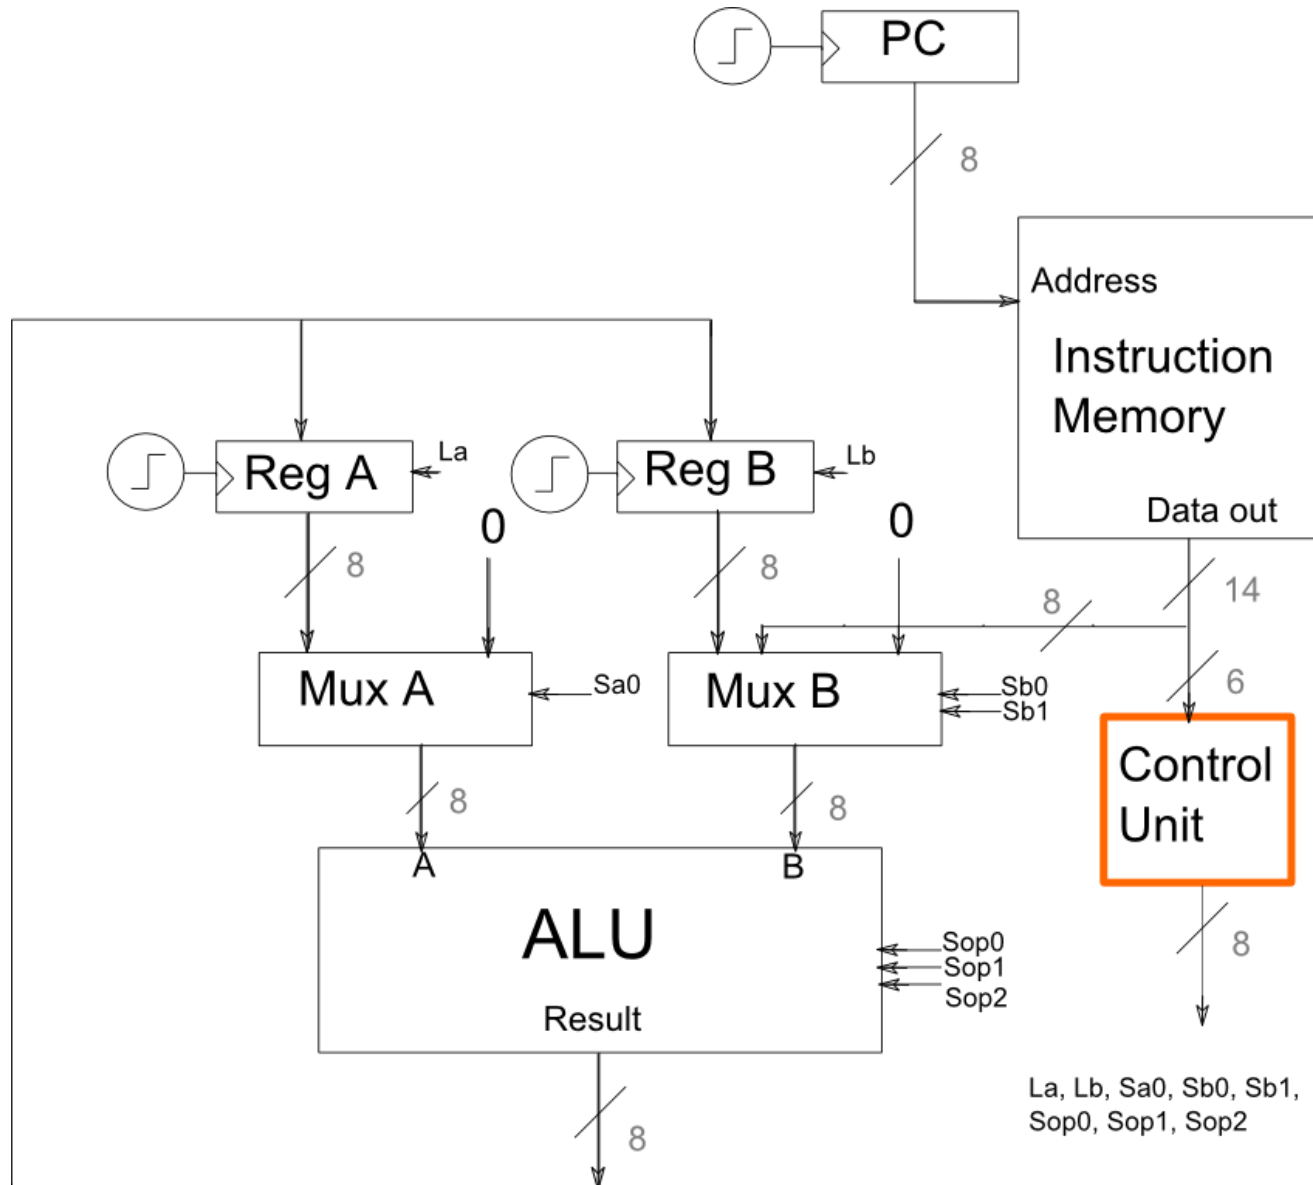 PC
8
Address
Instruction
Memory
Data out
La
Reg A
Lb
Reg B
0
0
8
8
8
14
6
Mux A
Sa0
Mux B
Sb0
Sb1
Control
Unit
8
8
A
B
ALU
Sop0
Sop1
Sop2
Result
8
8
La, Lb, Sa0, Sb0, Sb1,
Sop0, Sop1, Sop2